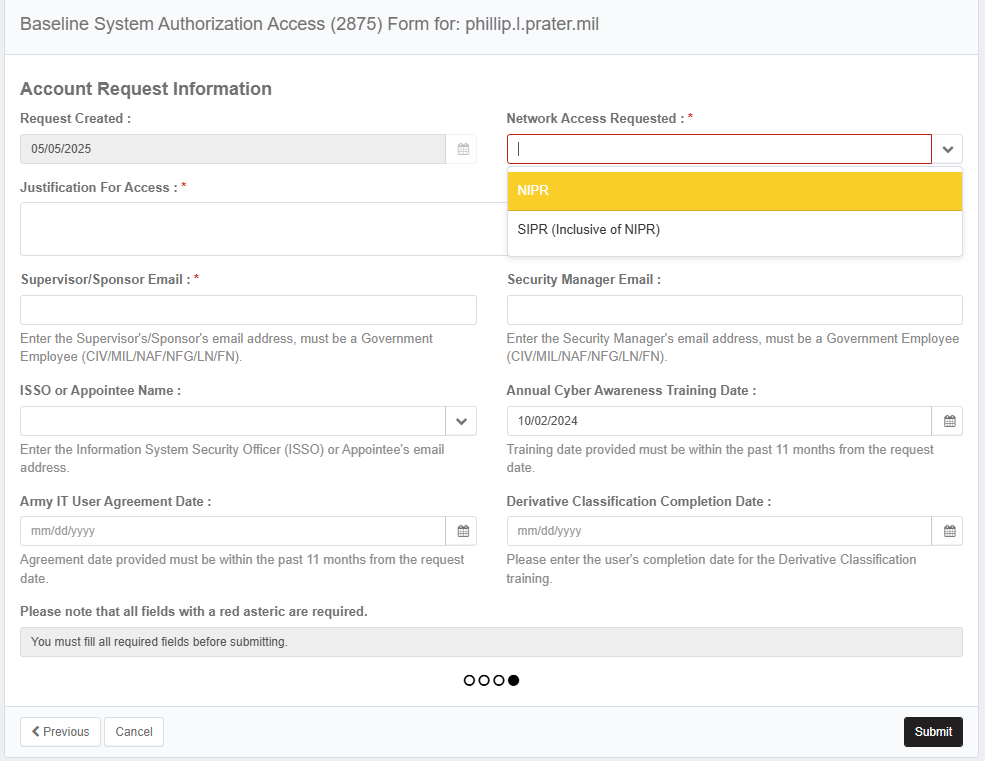 Baseline System Authorization Access (2875) Form for: phillip.l.prater.mil
Account Request Information
Request Created :
05/05/2025
Network Access Requested : *
NIPR
SIPR (Inclusive of NIPR)
Justification For Access : *
Supervisor/Sponsor Email : *
Enter the Supervisor's/Sponsor's email address, must be a Government
Employee (CIV/MIL/NAF/NFG/LN/FN).
Security Manager Email :
Enter the Security Manager's email address, must be a Government Employee
(CIV/MIL/NAF/NFG/LN/FN).
ISSO or Appointee Name :
Enter the Information System Security Officer (ISSO) or Appointee's email
address.
Annual Cyber Awareness Training Date :
10/02/2024
Training date provided must be within the past 11 months from the request
date.
Army IT User Agreement Date :
mm/dd/yyyy
Agreement date provided must be within the past 11 months from the request
date.
Derivative Classification Completion Date :
mm/dd/yyyy
Please enter the user's completion date for the Derivative Classification
training.
Please note that all fields with a red asteric are required.
You must fill all required fields before submitting.
Previous
Cancel
Submit